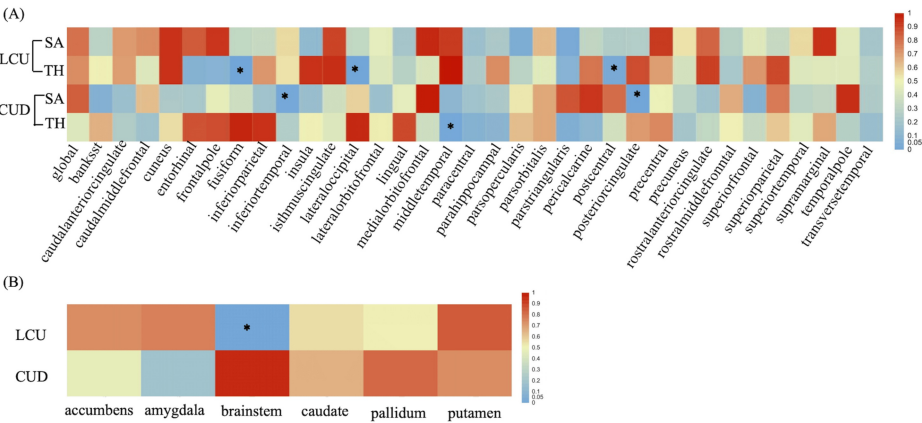 (A)
LCU
SA
TH
CUD
SA
TH
*
*
*
*
*
*
1
0.9
0.8
0.7
0.6
0.5
0.4
0.3
0.2
0.1
0.05
0
global
banksst
caudalanteriorcingulate
caudalmiddlefrontal
cuneus
entorhinal
frontalpole
fusiform
inferiorparietal
inferiortemporal
insula
isthmuscingulate
lateraloccipital
lateralorbitofrontal
lingual
medialorbitofrontal
middletemporal
paracentral
parahippocampal
parsopercularis
parsorbitalis
parstriangularis
pericalcarine
postcentral
posteriorcingulate
precentral
precuneus
rostralanteriorcingulate
rostralmiddlefrontal
superiorfrontal
superiorparietal
superiortemporal
supramarginal
temporalpole
transversetemporal
(B)
LCU
*
CUD
1
0.9
0.8
0.7
0.6
0.5
0.4
0.3
0.2
0.1
0.05
0
accumbens amygdala brainstem caudate pallidum putamen